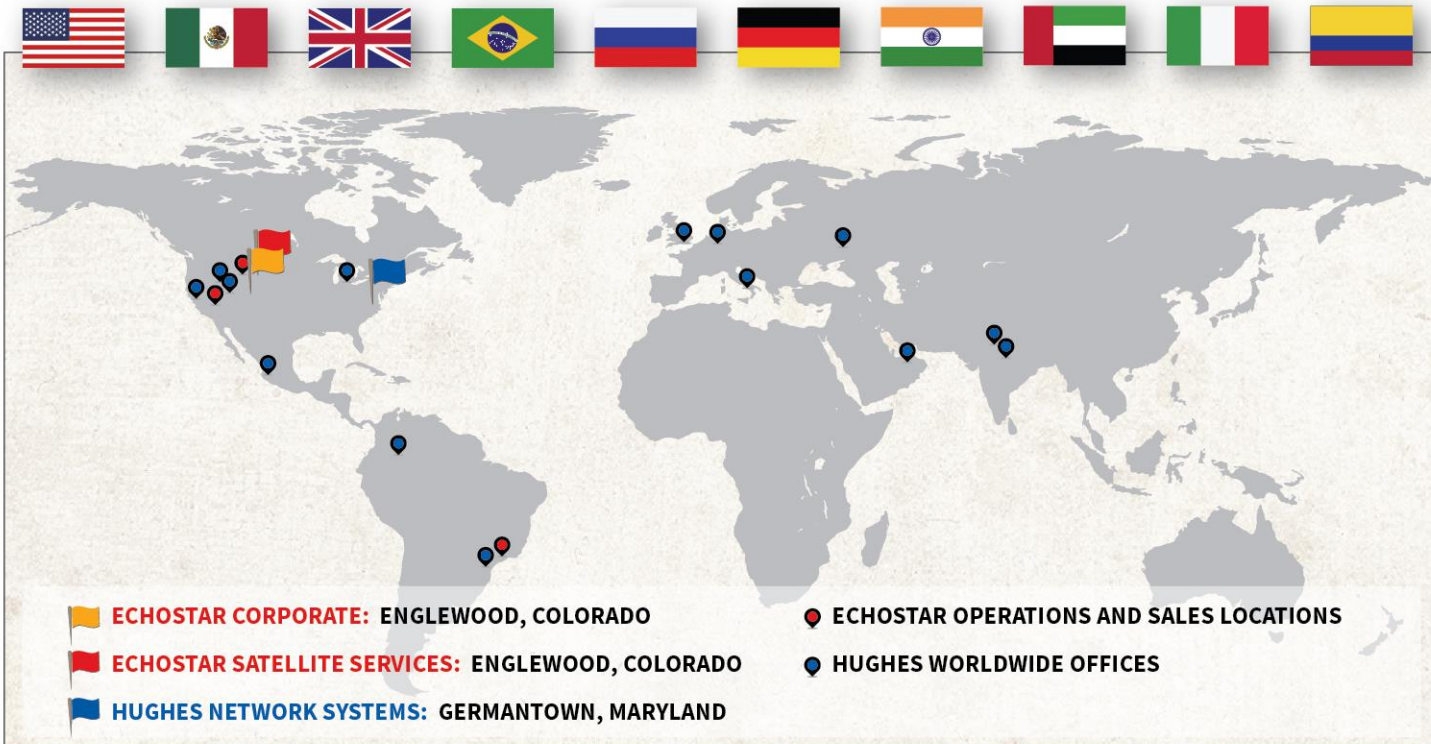 ECHOSTAR CORPORATE: ENGLEWOOD, COLORADO
ECHOSTAR SATELLITE SERVICES: ENGLEWOOD, COLORADO
HUGHES NETWORK SYSTEMS: GERMANTOWN, MARYLAND
ECHOSTAR OPERATIONS AND SALES LOCATIONS
HUGHES WORLDWIDE OFFICES